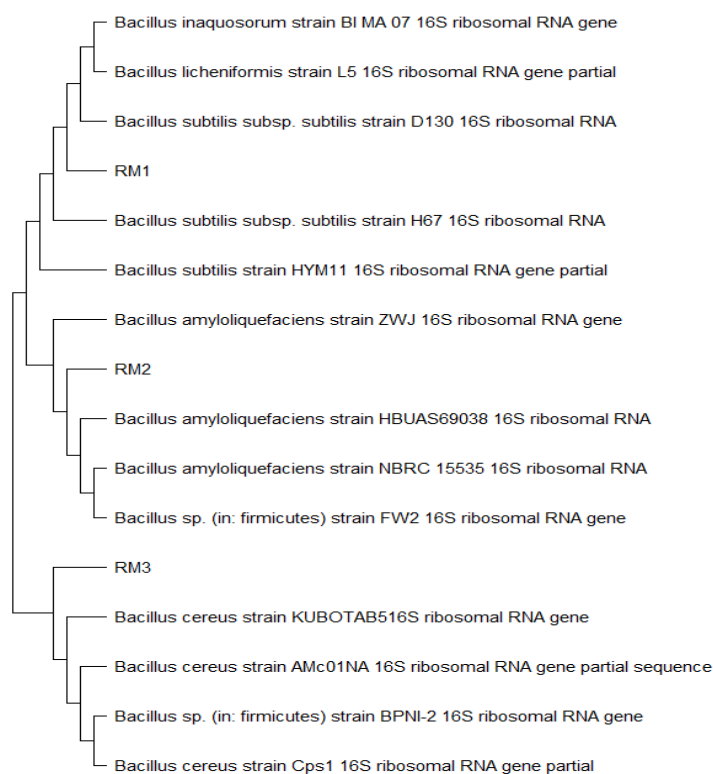 Bacillus inaquosorum strain BI MA 07 16S ribosomal RNA gene
Bacillus licheniformis strain L5 16S ribosomal RNA gene partial
Bacillus subtilis subsp. subtilis strain D130 16S ribosomal RNA
RM1
Bacillus subtilis subsp. subtilis strain H67 16S ribosomal RNA
Bacillus subtilis strain HYM11 16S ribosomal RNA gene partial
Bacillus amyloliquefaciens strain ZWJ 16S ribosomal RNA gene
RM2
Bacillus amyloliquefaciens strain HBUAS69038 16S ribosomal RNA
Bacillus amyloliquefaciens strain NBRC 15535 16S ribosomal RNA
Bacillus sp. (in: firmicutes) strain FW2 16S ribosomal RNA gene
RM3
Bacillus cereus strain KUBOTAB516S ribosomal RNA gene
Bacillus cereus strain AMc01NA 16S ribosomal RNA gene partial sequence
Bacillus sp. (in: firmicutes) strain BPNI-2 16S ribosomal RNA gene
Bacillus cereus strain Cps1 16S ribosomal RNA gene partial